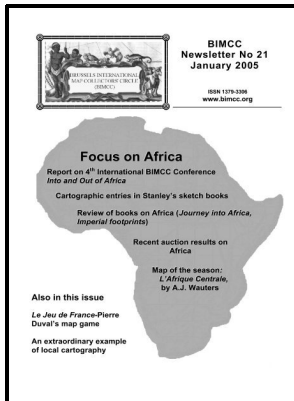 BRUSSELS INTERNATIONAL
MAP COLLECTORS' CIRCLE
(BIMCC)
BIMCC
Newsletter No 21
January 2005
ISSN 1379-3306
www.bimcc.org
Focus on Africa
Report on 4th International BIMCC Conference
Into and Out of Africa
Cartographic entries in Stanley's sketch books
Review of books on Africa (Journey into Africa,
Imperial footprints)
Recent auction results on
Africa
Map of the season:
L'Afrique Centrale,
by A.J. Wauters
Also in this issue
Le Jeu de France-Pierre
Duval's map game
An extraordinary example
of local cartography